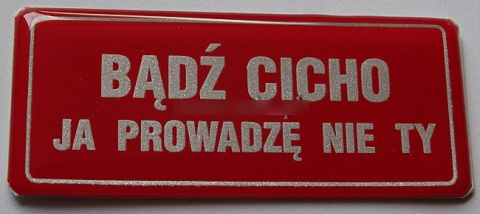 BĄDŹ CICHO
JA PROWADZĘ NIE TY